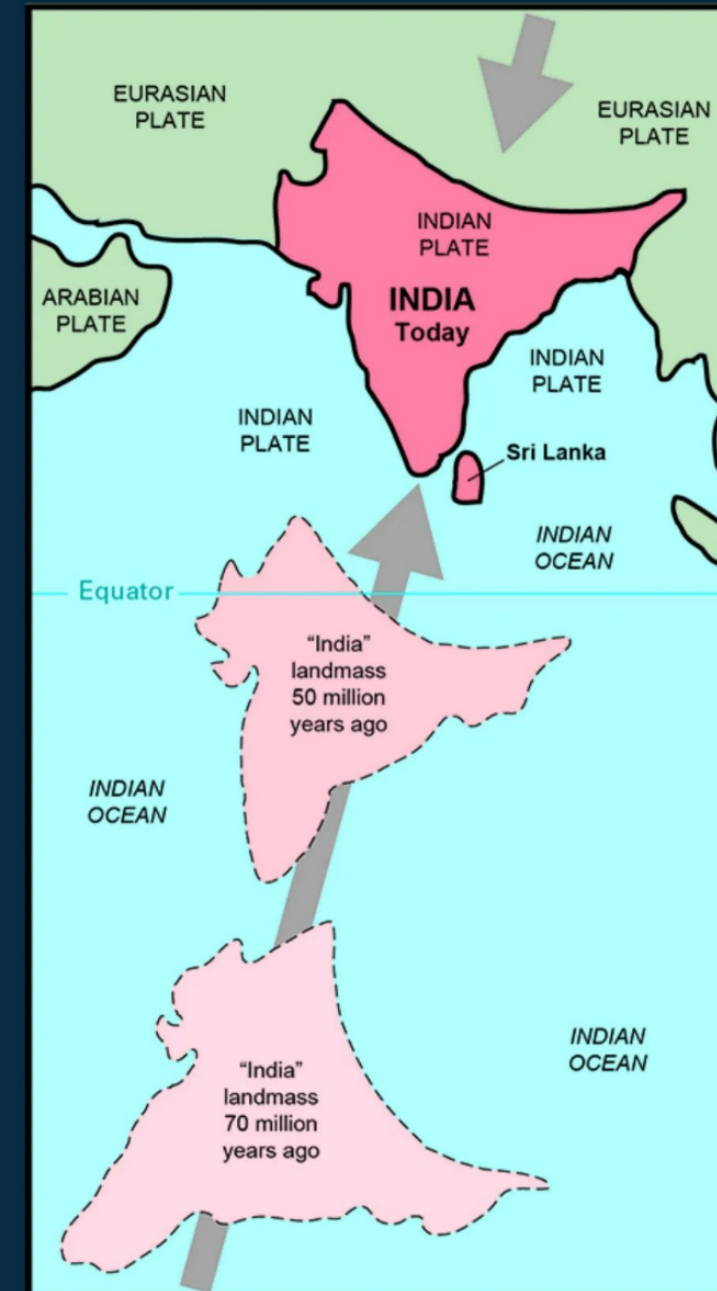 EURASIAN
PLATE
EURASIAN
PLATE
INDIAN
PLATE
ARABIAN
PLATE
INDIA
Today
INDIAN
PLATE
INDIAN
PLATE
Sri Lanka
INDIAN
OCEAN
Equator
“India”
landmass
50 million
years ago
INDIAN
OCEAN
INDIAN
OCEAN
“India”
landmass
70 million
years ago